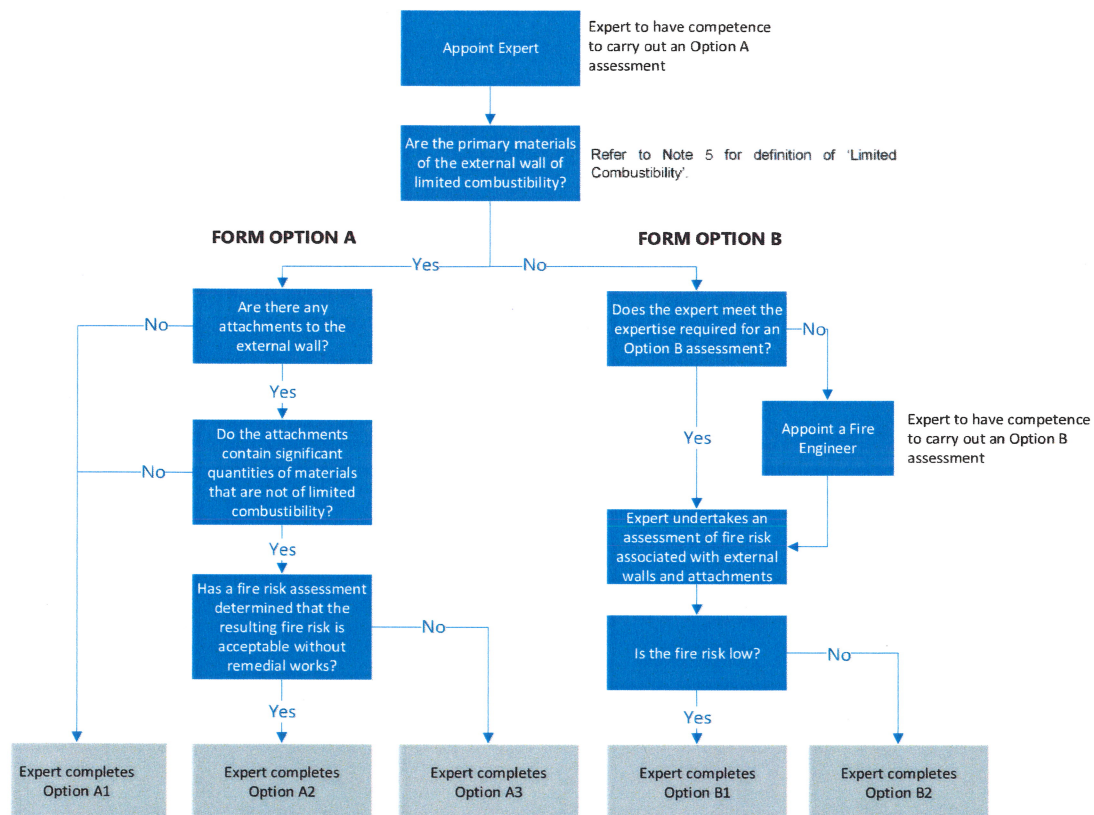 Appoint Expert
Expert to have competence
to carry out an Option A
assessment
Are the primary materials
of the external wall of
limited combustibility?
Refer to Note 5 for definition of 'Limited
Combustibility'.
FORM OPTION A
FORM OPTION B
Yes
No
Are there any
attachments to the
external wall?
No
Yes
Do the attachments
contain significant
quantities of materials
that are not of limited
combustibility?
No
Yes
Has a fire risk assessment
determined that the
resulting fire risk is
acceptable without
remedial works?
No
Yes
Does the expert meet the
expertise required for an
Option B assessment?
No
Yes
Appoint a Fire
Engineer
Expert to have competence
to carry out an Option B
assessment
Expert undertakes an
assessment of fire risk
associated with external
walls and attachments
Is the fire risk low?
No
Yes
Expert completes
Option A1
Expert completes
Option A2
Expert completes
Option A3
Expert completes
Option B1
Expert completes
Option B2